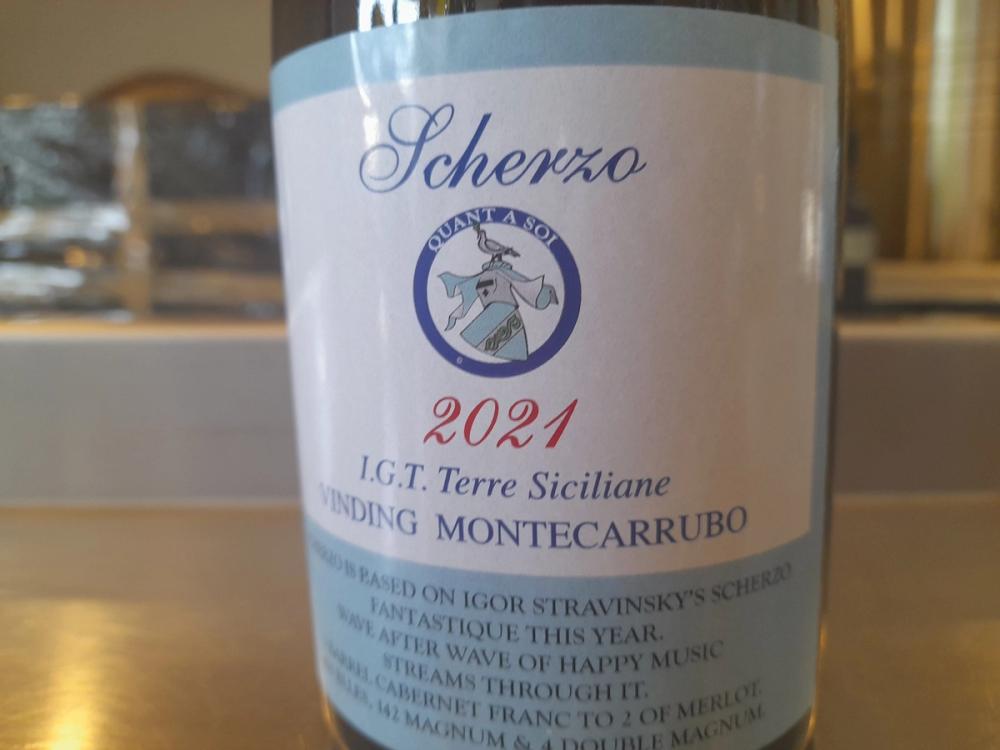 Scherzo
QUANT A SOI
2021
I.G.T. Terre Siciliane
VINDING MONTECARRUBO
IS BASED ON IGOR STRAVINSKY'S SCHERZO
FANTASTIQUE THIS YEAR.
WAVE AFTER WAVE OF HAPPY MUSIC
STREAMS THROUGH IT.
BARREL CABERNET FRANC TO 2 OF MERLOT.
142 MAGNUM & 4 DOUBLE MAGNUM